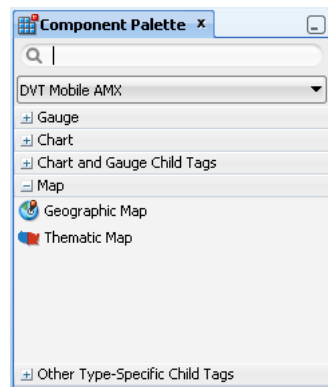 Component Palette
DVT Mobile AMX
Gauge
Chart
Chart and Gauge Child Tags
Map
Geographic Map
Thematic Map
Other Type-Specific Child Tags